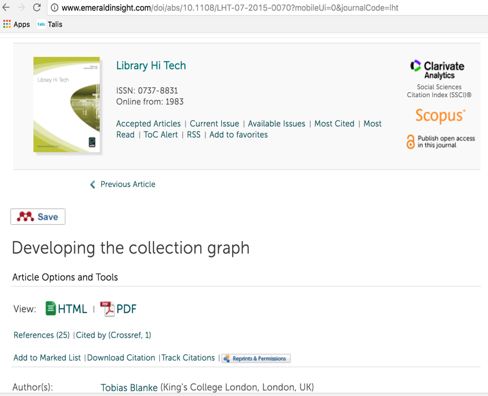 www.emeraldinsight.com/doi/abs/10.1108/LHT-07-2015-0070?mobileUi=0&journalCode=lht
Apps Talis Talis
Library Hi Tech
Library Hi Tech
ISSN: 0737-8831
Online from: 1983
Accepted Articles | Current Issue | Available Issues | Most Cited | Most
Read | ToC Alert | RSS | Add to favorites
Clarivate
Analytics
Social Sciences
Citation Index (SSCI)®
Scopus®
Publish open access
in this journal
Previous Article
Save
Developing the collection graph
Article Options and Tools
View: HTML | PDF
References (25) | Cited by (Crossref, 1)
Add to Marked List | Download Citation | Track Citations | Reprints & Permissions
Author(s): Tobias Blanke (King's College London, London, UK)